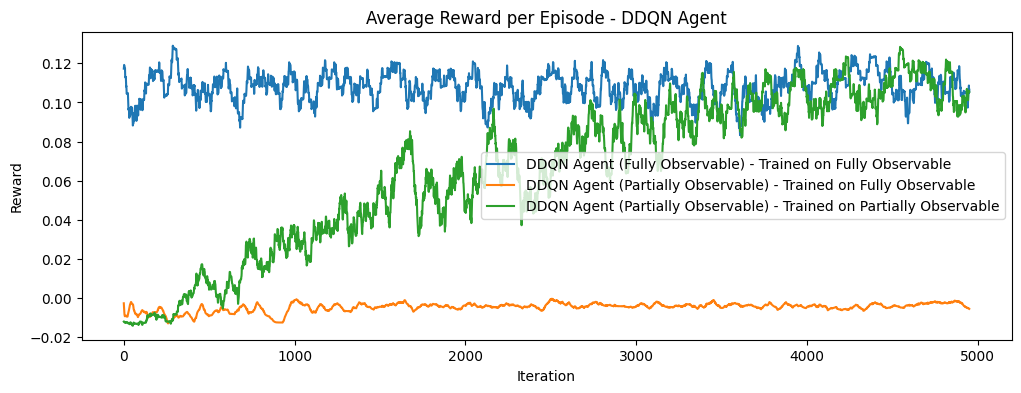 Average Reward per Episode - DDQN Agent
Reward
0.12
0.10
0.08
0.06
0.04
0.02
0.00
−0.02
DDQN Agent (Fully Observable) - Trained on Fully Observable
DDQN Agent (Partially Observable) - Trained on Fully Observable
DDQN Agent (Partially Observable) - Trained on Partially Observable
0 1000 2000 3000 4000 5000
Iteration